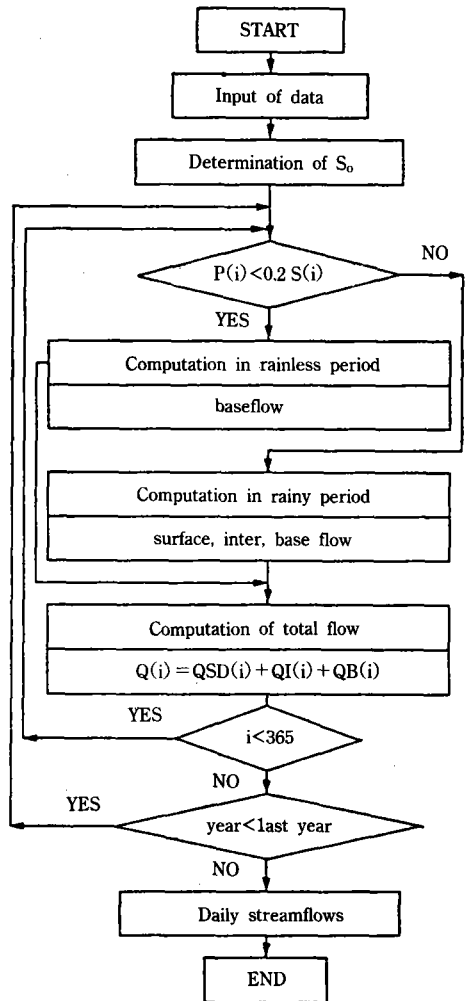 START
Input of data
Determination of S₀
P(i)<0.2 S(i)
NO
YES
Computation in rainless period
baseflow
Computation in rainy period
surface, inter, base flow
Computation of total flow
Q(i)=QSD(i)+QI(i)+QB(i)
YES
i<365
NO
YES
year<last year
NO
Daily streamflows
END